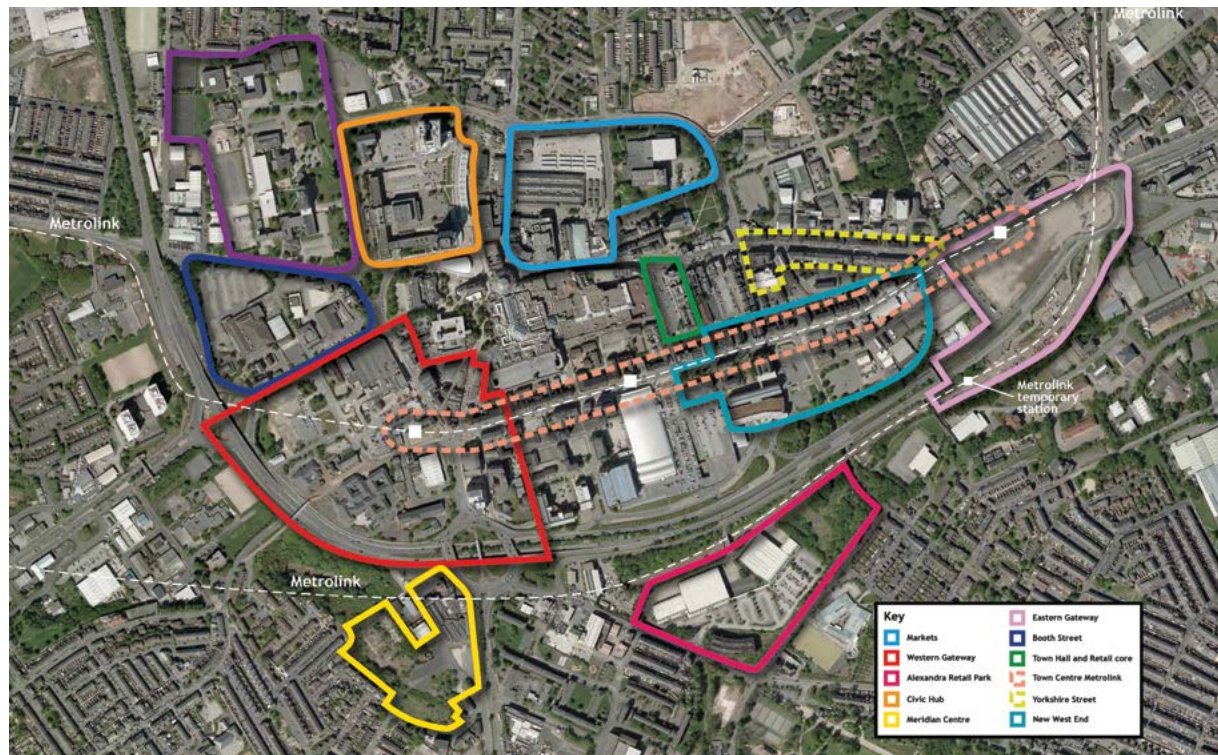 Metrolink
Metrolink
Metrolink
temporary
station
Metrolink
Key
Markets
Western Gateway
Alexandra Retail Park
Civic Hub
Meridian Centre
Eastern Gateway
Booth Street
Town Hall and Retail core
Town Centre Metrolink
Yorkshire Street
New West End